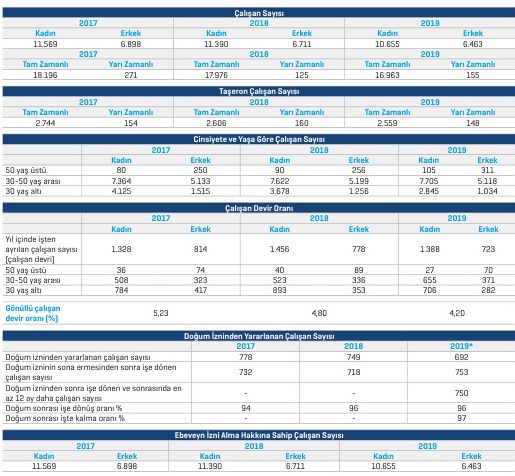 Çalışan Sayısı
2017 2018 2019
Kadın Erkek Kadın Erkek Kadın Erkek
11.569 6.898 11.390 6.711 10.655 6.463
2017 2018 2019
Tam Zamanlı Yarı Zamanlı Tam Zamanlı Yarı Zamanlı Tam Zamanlı Yarı Zamanlı
18.196 271 17.976 125 16.963 155
Taşeron Çalışan Sayısı
2017 2018 2019
Tam Zamanlı Yarı Zamanlı Tam Zamanlı Yarı Zamanlı Tam Zamanlı Yarı Zamanlı
2.744 154 2.606 160 2.559 148
Cinsiyete ve Yaşa Göre Çalışan Sayısı
2017 2018 2019
Kadın Erkek Kadın Erkek Kadın Erkek
50 yaş üstü 80 250 90 256 105 311
30-50 yaş arası 7.364 5.133 7.622 5.199 7.705 5.118
30 yaş altı 4.125 1.515 3.678 1.256 2.845 1.034
Çalışan Devir Oranı
2017 2018 2019
Kadın Erkek Kadın Erkek Kadın Erkek
Yıl içinde işten
ayrılan çalışan sayısı 1.328 814 1.456 778 1.388 723
(çalışan devri)
50 yaş üstü 36 74 40 89 27 70
30-50 yaş arası 508 323 523 336 655 371
30 yaş altı 784 417 893 353 706 282
Gönüllü çalışan
devir oranı (%) 5,23 4,80 4,20
Doğum İzninden Yararlanan Çalışan Sayısı
2017 2018 2019*
Doğum izninden yararlanan çalışan sayısı 778 749 692
Doğum izninin sona ermesinden sonra işe dönen
çalışan sayısı 732 718 753
Doğum izninden sonra işe dönen ve sonrasında en
az 12 ay daha çalışan sayısı - - 750
Doğum sonrası işe dönüş oranı % 94 96 96
Doğum sonrası işte kalma oranı % - - 97
Ebeveyn İzni Alma Hakkına Sahip Çalışan Sayısı
2017 2018 2019
Kadın Erkek Kadın Erkek Kadın Erkek
11.569 6.898 11.390 6.711 10.655 6.463